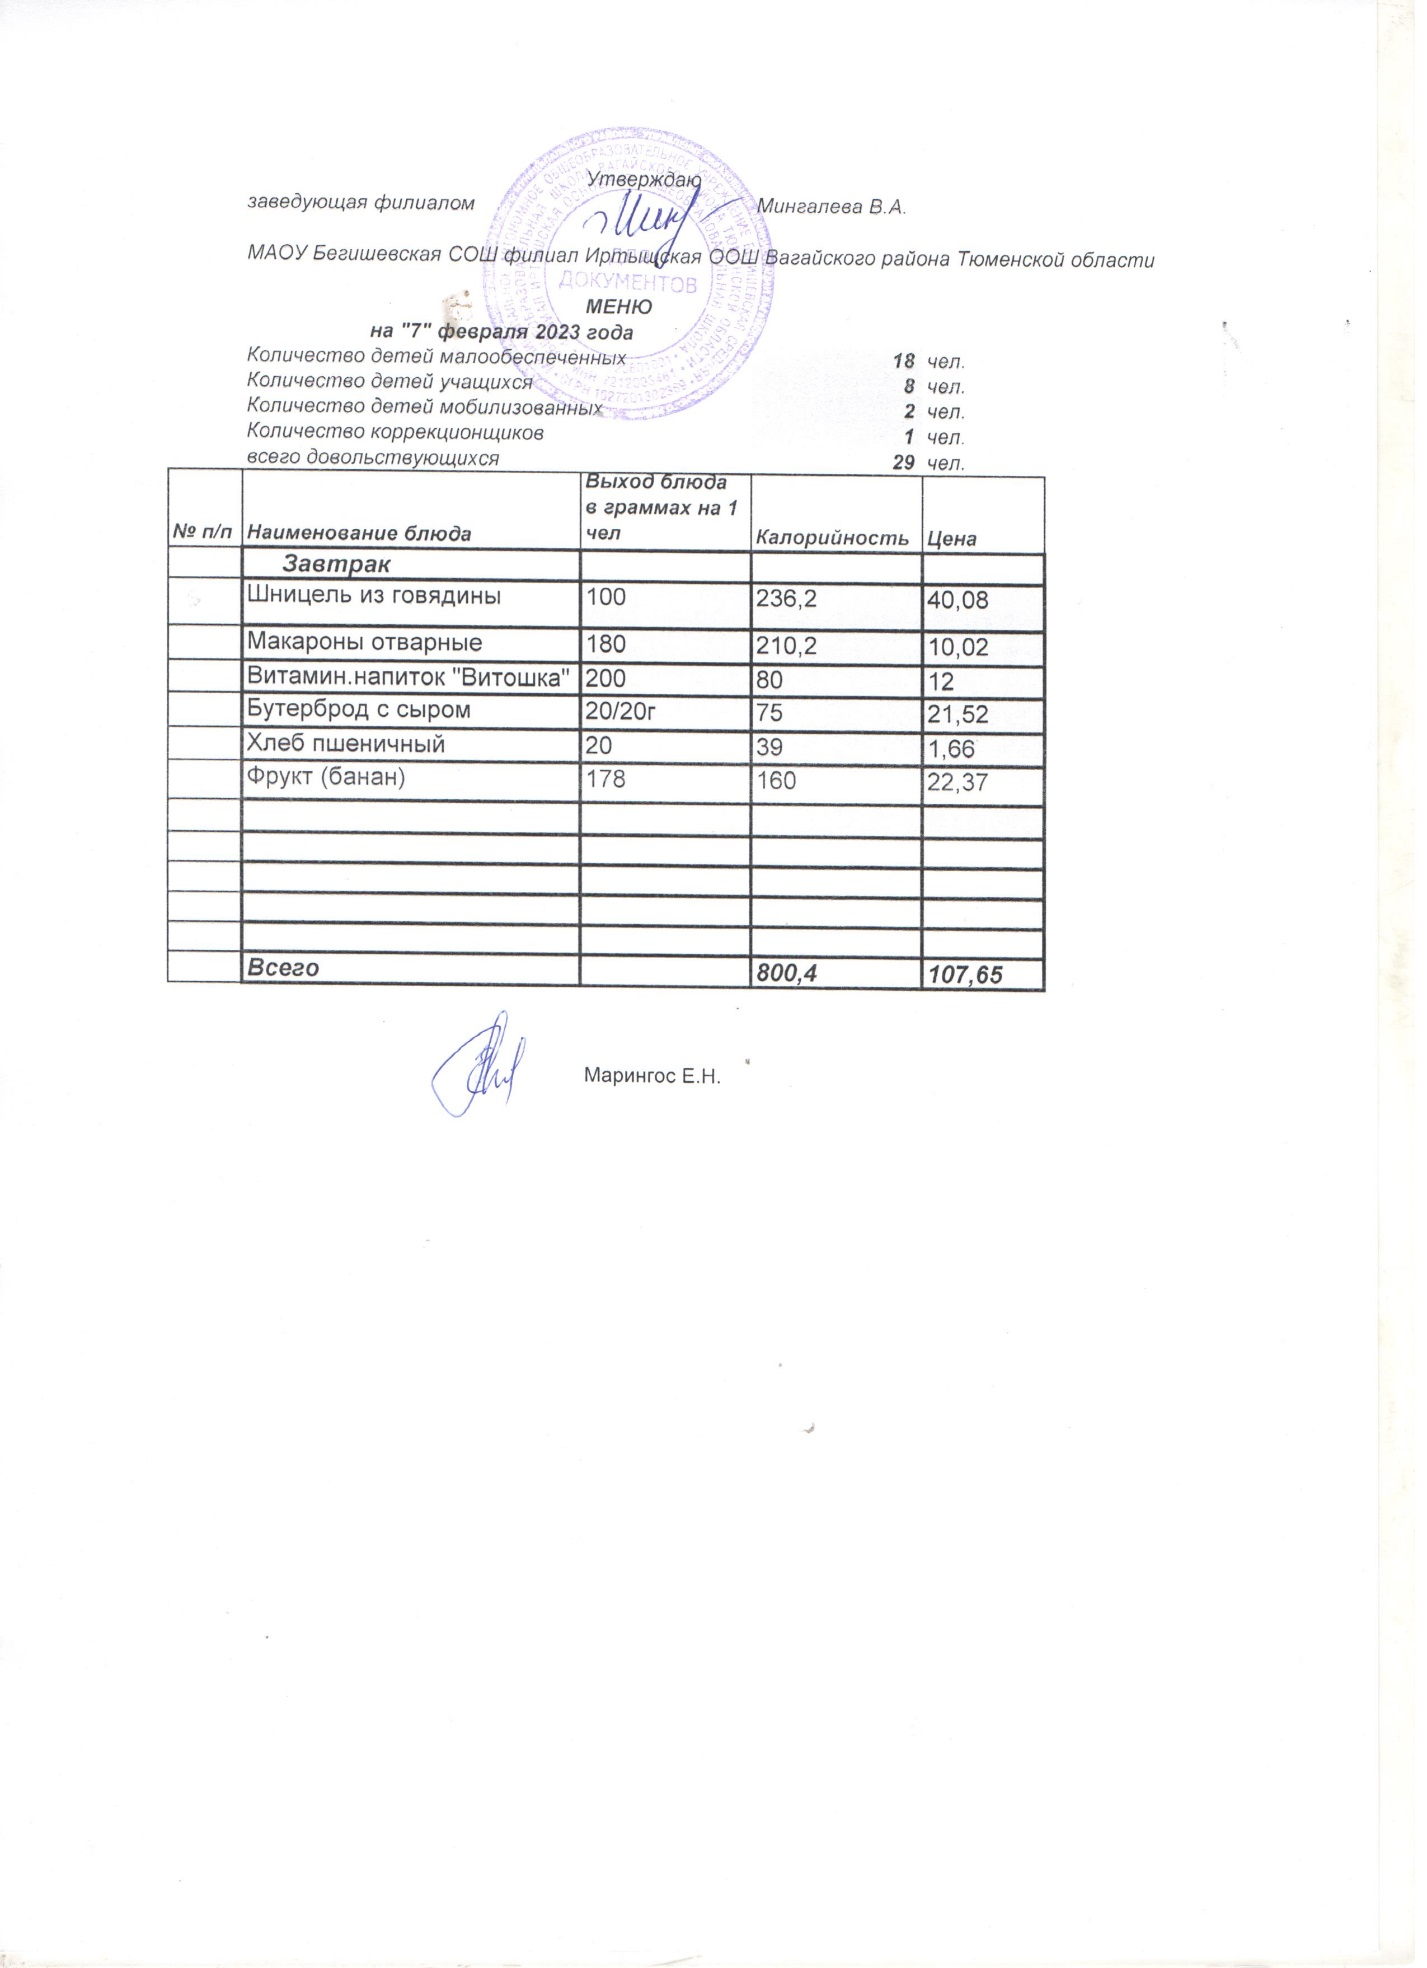 Утверждаю
заведующая филиалом Мингалева В.А.
МАОУ Бегишевская СОШ филиал Иртышская ООШ Вагайского района Тюменской области
ДЛЯ
ДОКУМЕНТОВ
МЕНЮ
на "7" февраля 2023 года
Количество детей малообеспеченных 18 чел.
Количество детей учащихся 8 чел.
Количество детей мобилизованных 2 чел.
Количество коррекционщиков 1 чел.
всего довольствующихся 29 чел.
№ п/п Наименование блюда Выход блюда в граммах на 1 чел Калорийность Цена
Завтрак
Шницель из говядины 100 236,2 40,08
Макароны отварные 180 210,2 10,02
Витамин.напиток "Витошка" 200 80 12
Бутерброд с сыром 20/20г 75 21,52
Хлеб пшеничный 20 39 1,66
Фрукт (банан) 178 160 22,37
Всего 800,4 107,65
Марингос Е.Н.